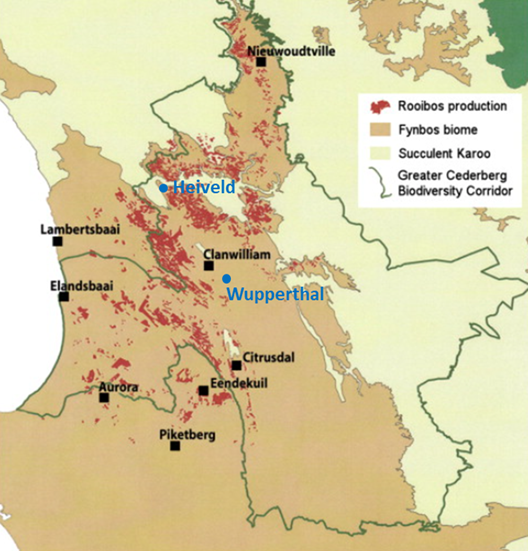 Nieuwoudtville
Rooibos production
Fynbos biome
Succulent Karoo
Greater Cederberg
Biodiversity Corridor
Heiveld
Lambertsbaai
Clanwilliam
Elandsbaai
Wupperthal
Citrusdal
Aurora
Eendekuil
Piketberg